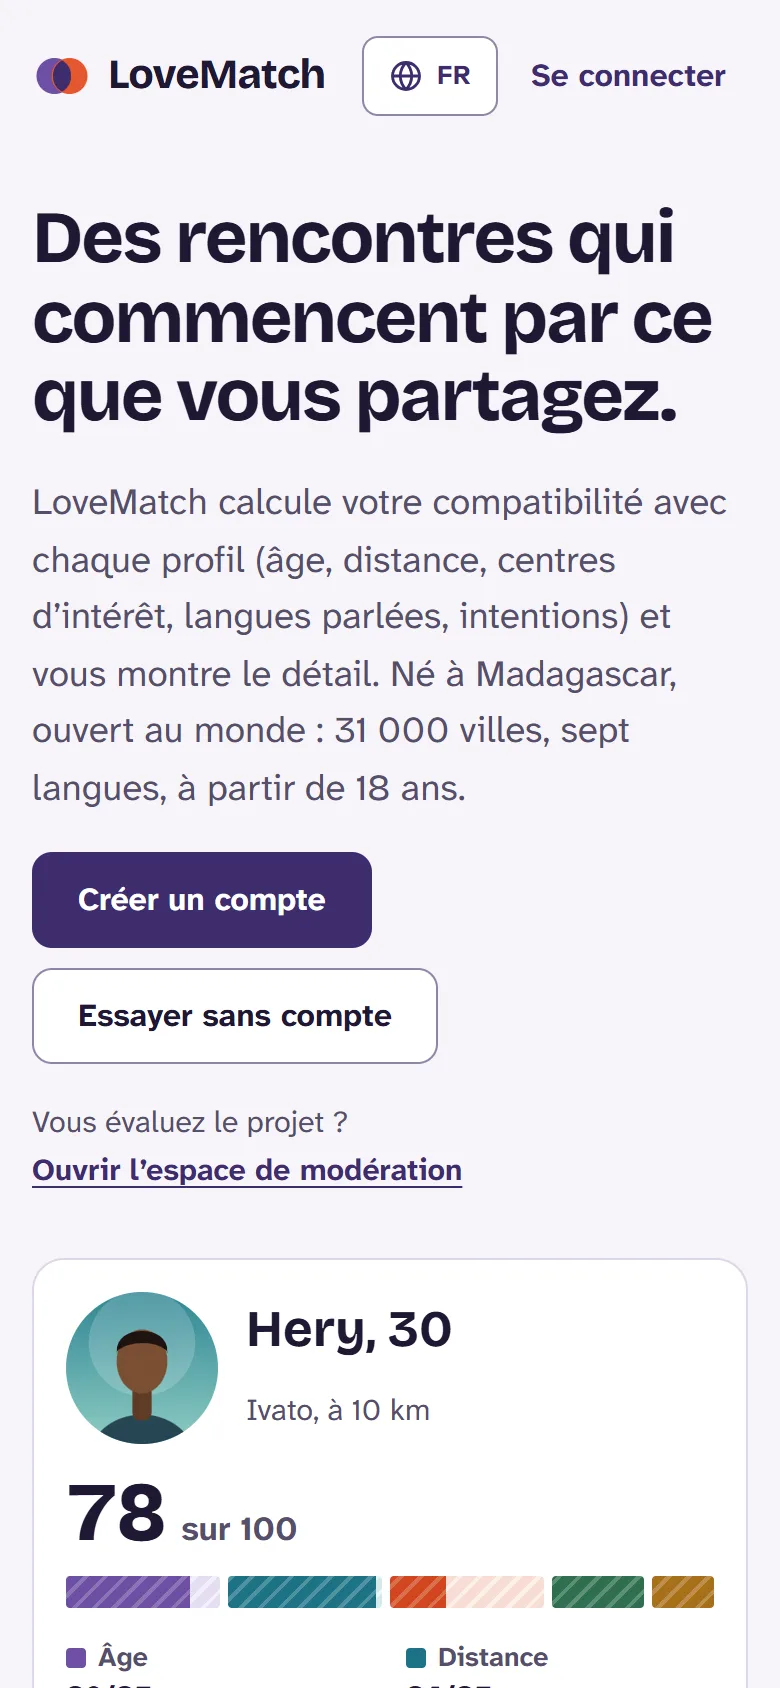 LoveMatch
FR
Se connecter
Des rencontres qui
commencent par ce
que vous partagez.
LoveMatch calcule votre compatibilité avec
chaque profil (âge, distance, centres
d’intérêt, langues parlées, intentions) et
vous montre le détail. Né à Madagascar,
ouvert au monde : 31 000 villes, sept
langues, à partir de 18 ans.
Créer un compte
Essayer sans compte
Vous évaluez le projet ?
Ouvrir l’espace de modération
Hery, 30
Ivato, à 10 km
78 sur 100
Âge
Distance